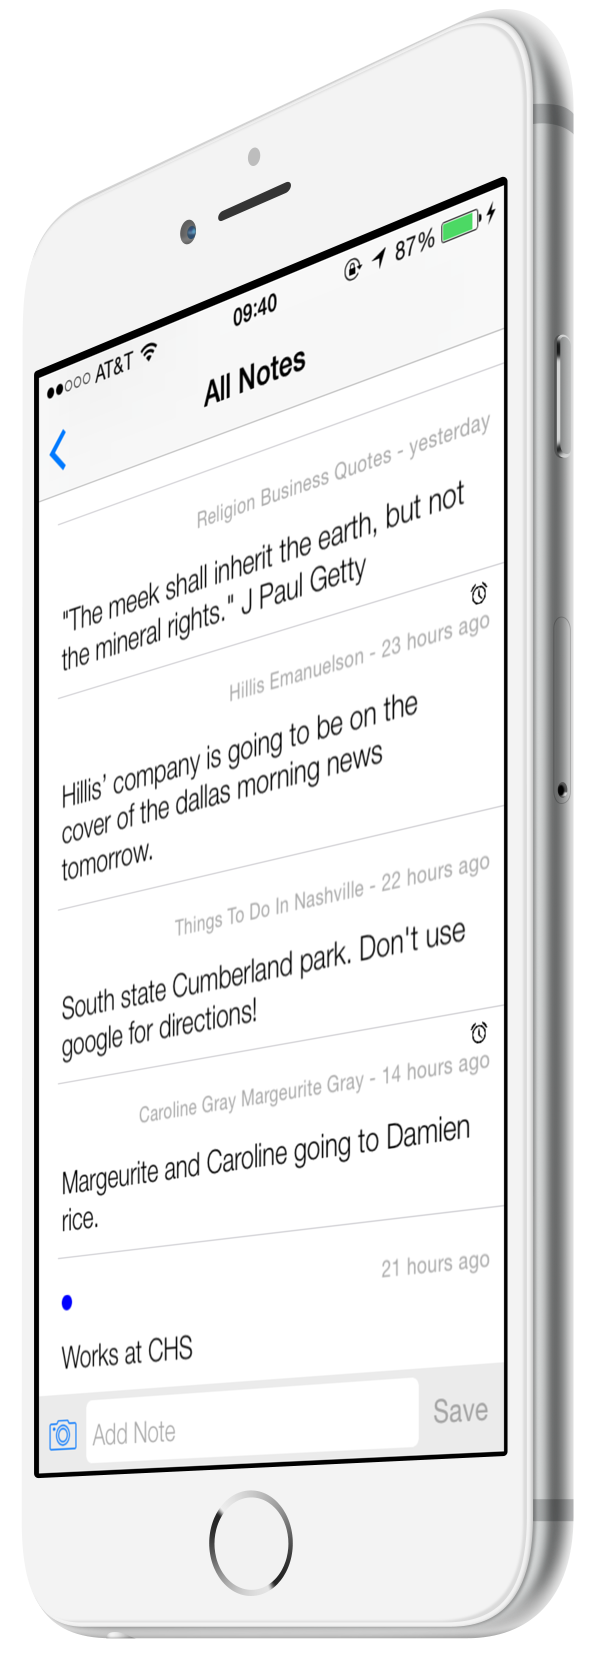 AT&T 09:40 87%
All Notes
Religion Business Quotes - yesterday
"The meek shall inherit the earth, but not
the mineral rights." J Paul Getty
Hillis Emanuelson - 23 hours ago
Hillis’ company is going to be on the
cover of the dallas morning news
tomorrow.
Things To Do In Nashville - 22 hours ago
South state Cumberland park. Don't use
google for directions!
Caroline Gray Margeurite Gray - 14 hours ago
Margeurite and Caroline going to Damien
rice.
21 hours ago
Works at CHS
Add Note Save